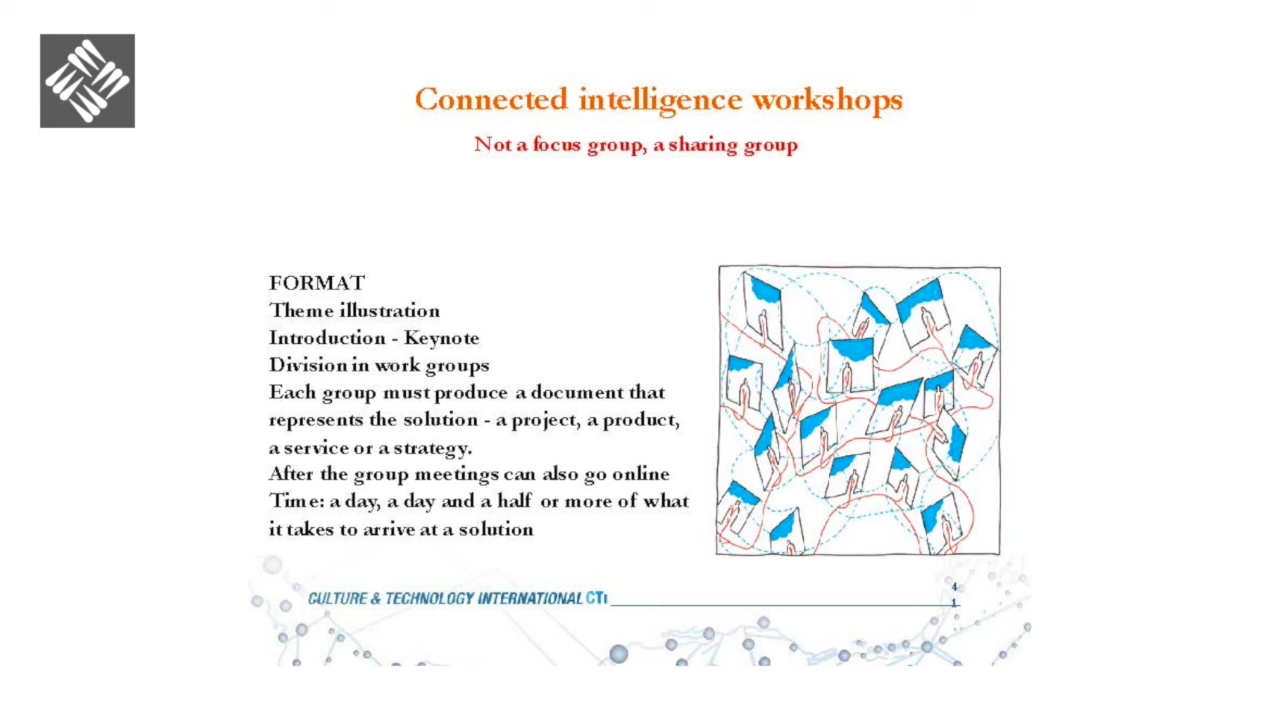 Connected intelligence workshops
Not a focus group, a sharing group
FORMAT
Theme illustration
Introduction - Keynote
Division in work groups
Each group must produce a document that
represents the solution - a project, a product,
a service or a strategy.
After the group meetings can also go online
Time: a day, a day and a half or more of what
it takes to arrive at a solution
CULTURE & TECHNOLOGY INTERNATIONAL CTI
4
1